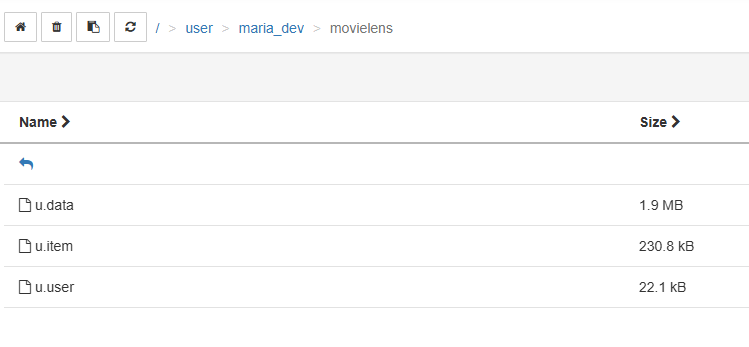 / > user > maria_dev > movielens
Name Size
u.data 1.9 MB
u.item 230.8 kB
u.user 22.1 kB